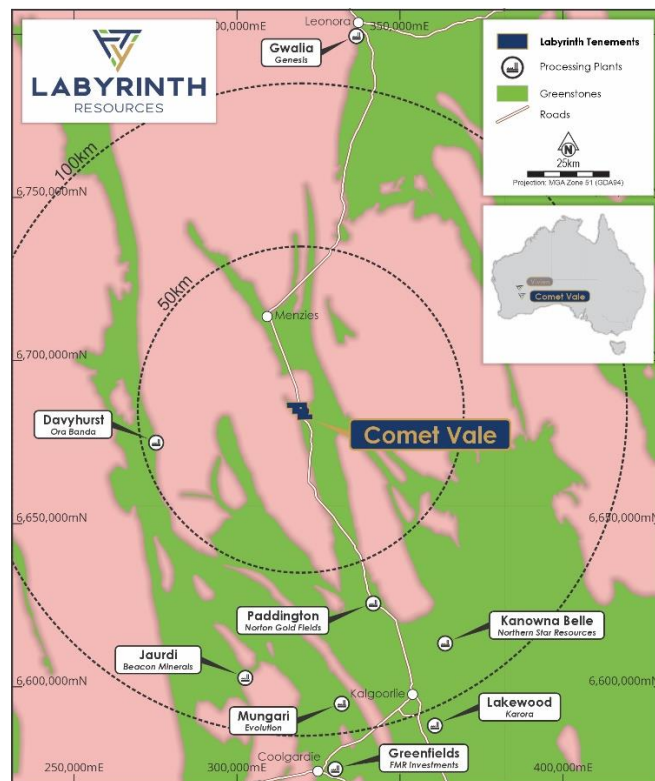 LABYRINTH
RESOURCES
Leonora
350,000mE
Gwalia
Genesis
Labyrinth Tenements
Processing Plants
Greenstones
Roads
N
25km
Projection: MGA Zone 51 (GDA94)
100km
6,750,000mN
50km
Comet Vale
Menzies
6,700,000mN
Davyhurst
Ora Banda
Comet Vale
6,650,000mN
6,650,000mN
Paddington
Norton Gold Fields
Kanowna Belle
Northern Star Resources
Jaurdi
Beacon Minerals
6,600,000mN
6,600,000mN
Kalgoorlie
Mungari
Evolution
Lakewood
Karora
Coolgardie
Greenfields
FMR Investments
250,000mE
300,000mE
400,000mE